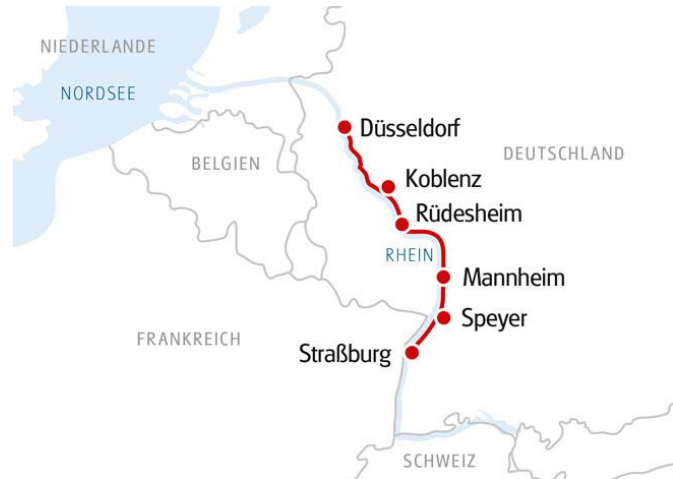 NIEDERLANDE
NORDSEE
Düsseldorf
DEUTSCHLAND
BELGIEN
Koblenz
Rüdesheim
RHEIN
Mannheim
Speyer
FRANKREICH
Straßburg
SCHWEIZ